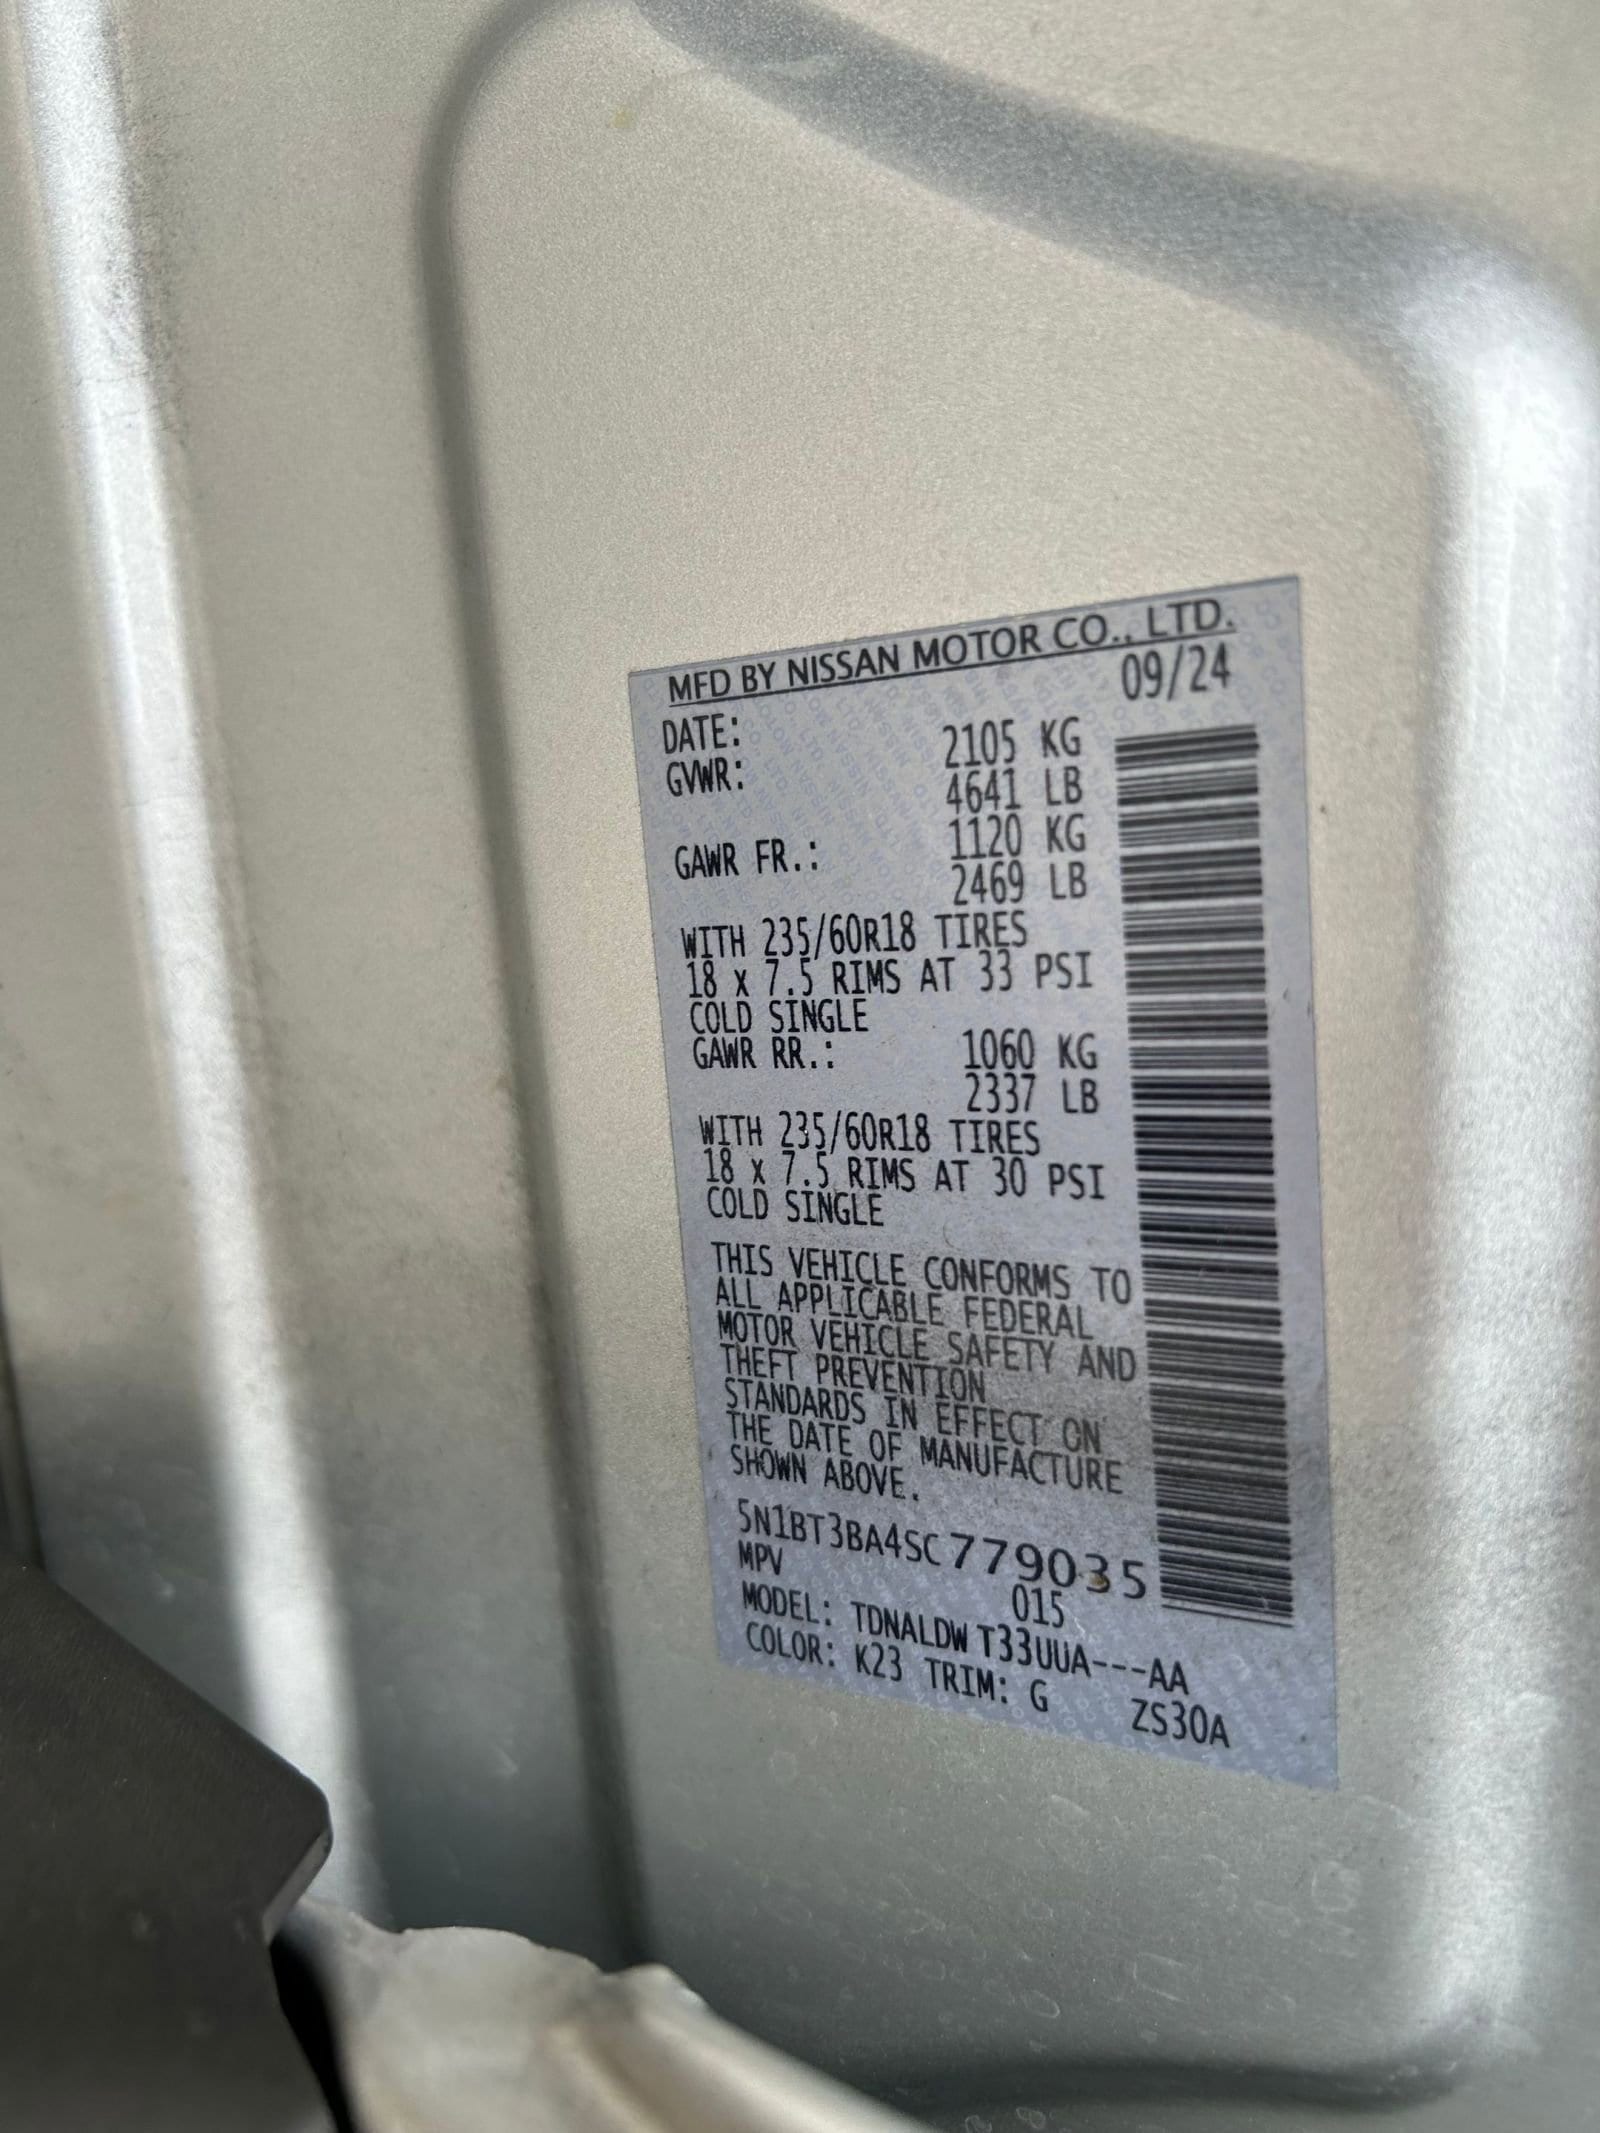 MFD BY NISSAN MOTOR CO., LTD.
DATE: 09/24
GVWR: 2105 KG
4641 LB
GAWR FR.: 1120 KG
2469 LB
WITH 235/60R18 TIRES
18 x 7.5 RIMS AT 33 PSI
COLD SINGLE
GAWR RR.: 1060 KG
2337 LB
WITH 235/60R18 TIRES
18 x 7.5 RIMS AT 30 PSI
COLD SINGLE
THIS VEHICLE CONFORMS TO
ALL APPLICABLE FEDERAL
MOTOR VEHICLE SAFETY AND
THEFT PREVENTION
STANDARDS IN EFFECT ON
THE DATE OF MANUFACTURE
SHOWN ABOVE.
5N1BT3BA4SC779035
MPV 015
MODEL: TDNALDW T33UUA---AA
COLOR: K23 TRIM: G ZS30A